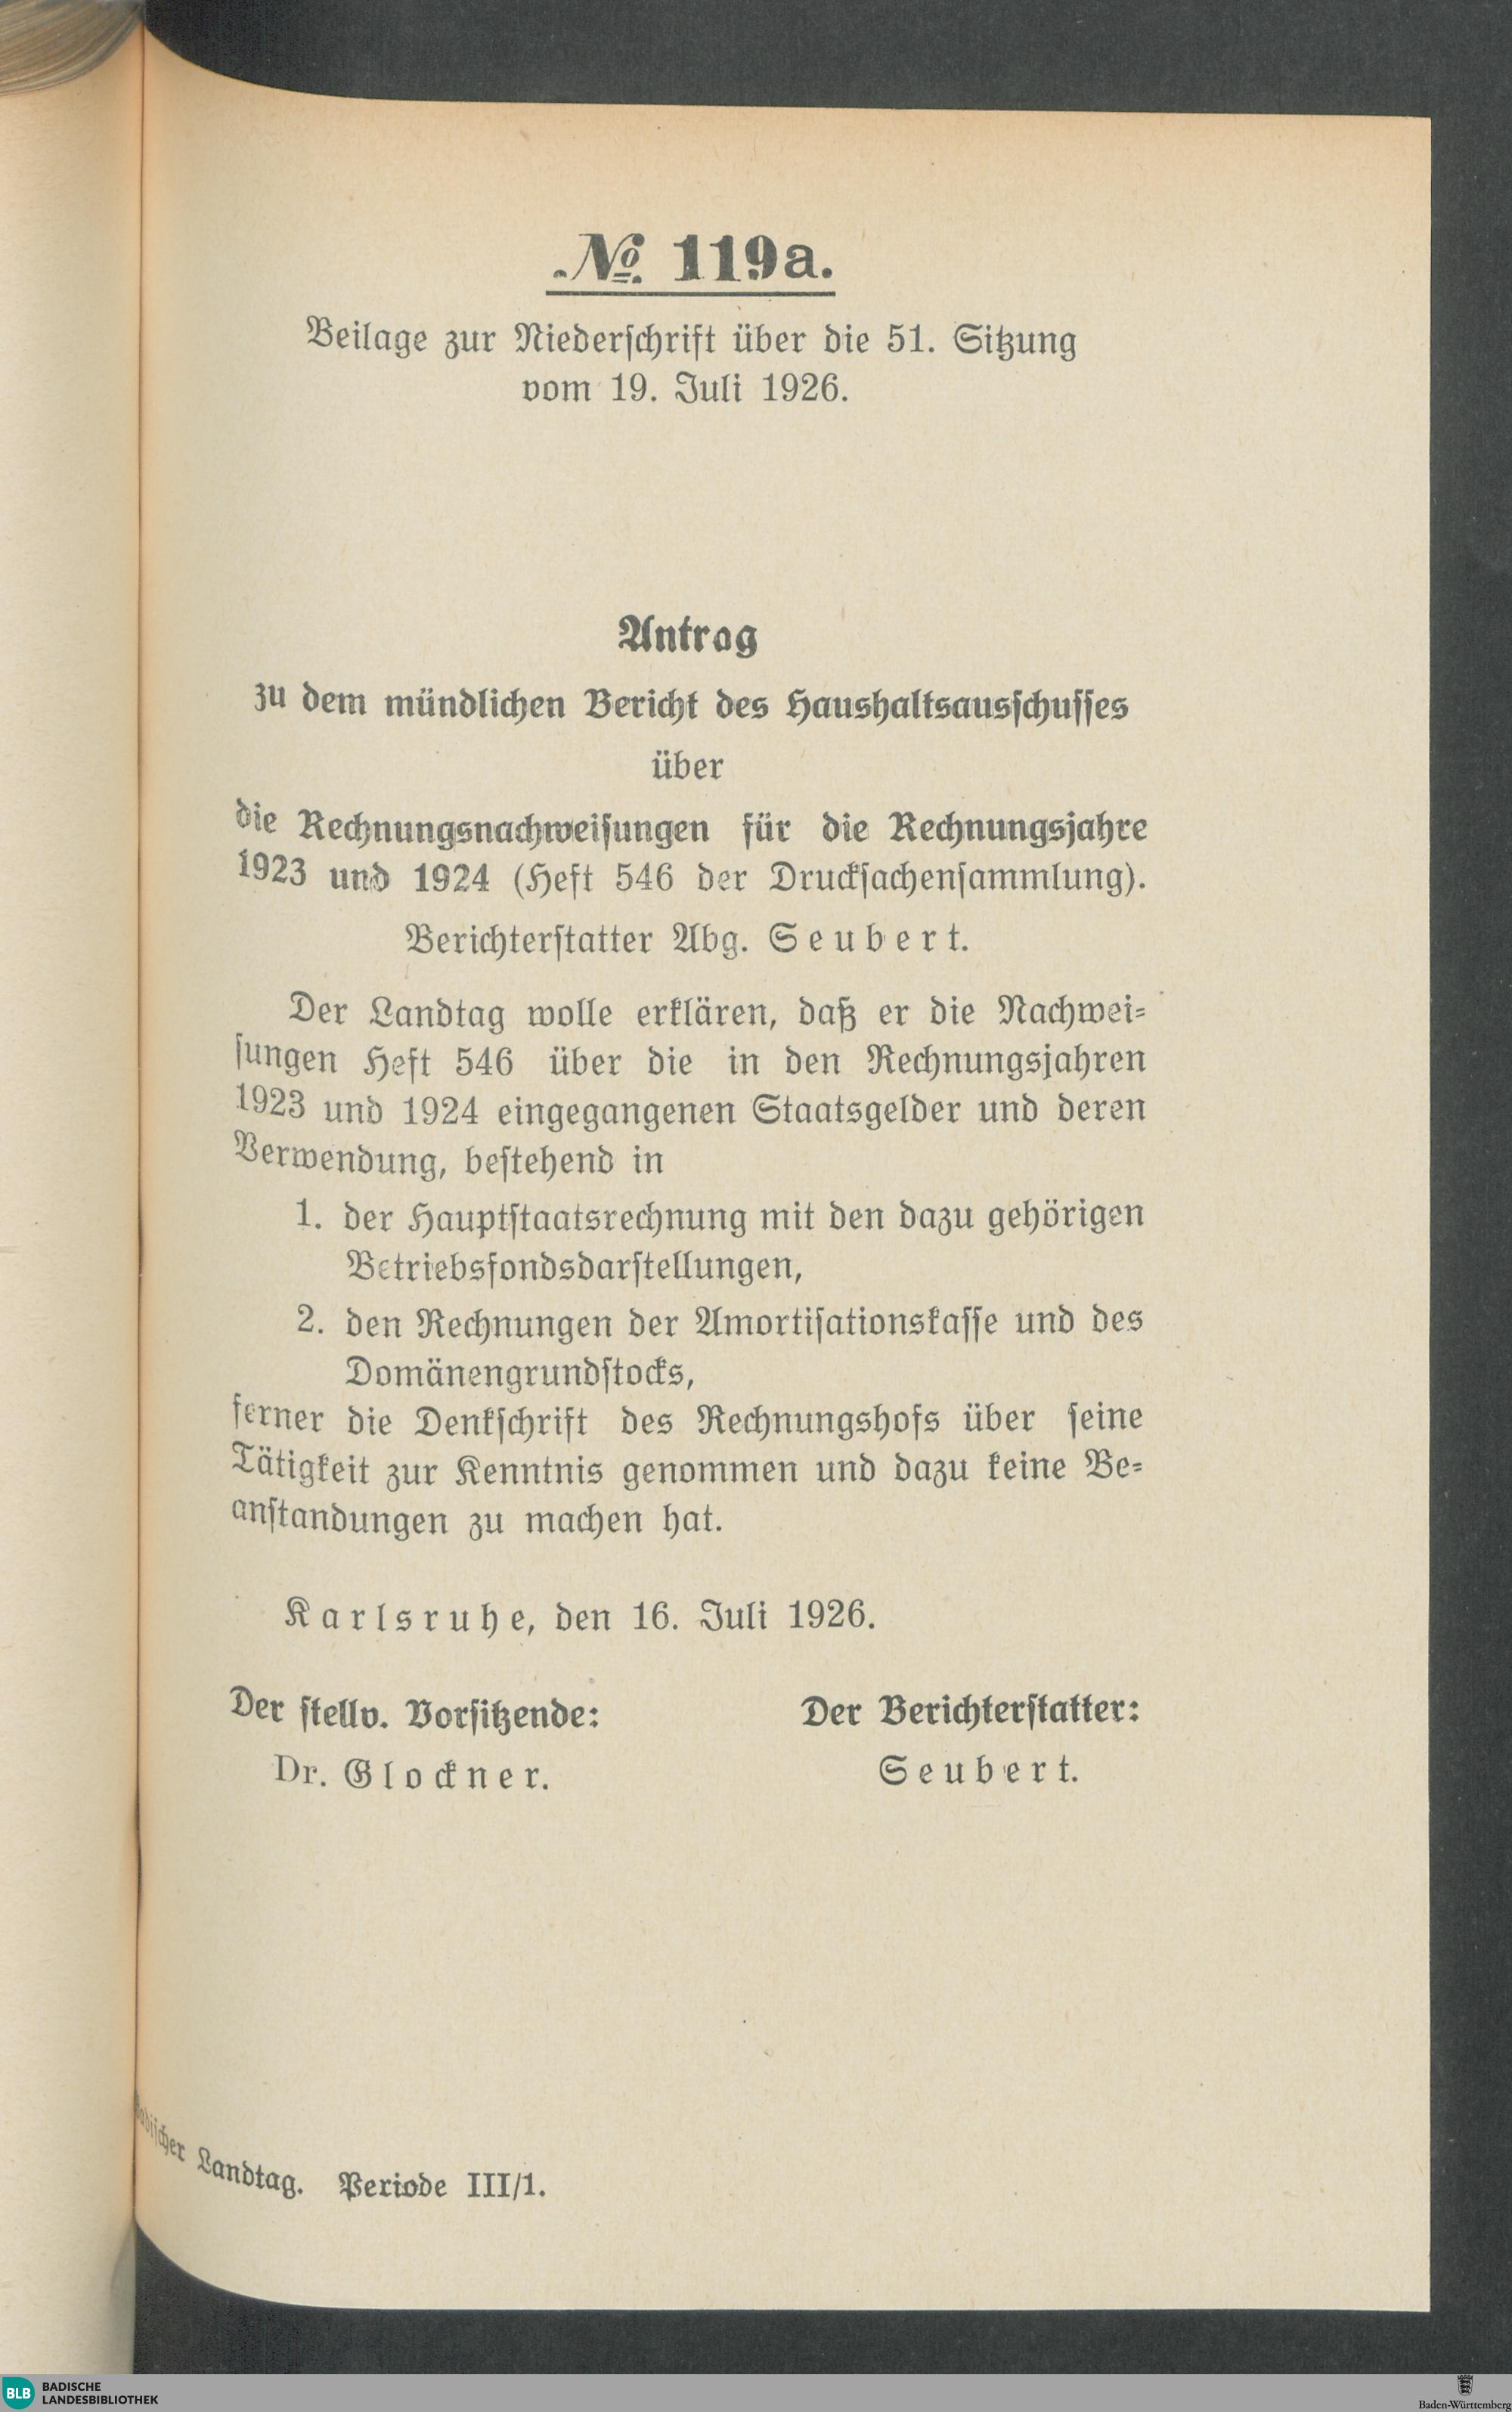 № 119a.
Beilage zur Niederschrift über die 51. Sitzung
vom 19. Juli 1926.
Antrag
zu dem mündlichen Bericht des Haushaltsausschusses
über
die Rechnungsnachweisungen für die Rechnungsjahre
1923 und 1924 (Heft 546 der Drucksachensammlung).
Berichterstatter Abg. Seubert.
Der Landtag wolle erklären, daß er die Nachwei-
sungen Heft 546 über die in den Rechnungsjahren
1923 und 1924 eingegangenen Staatsgelder und deren
Verwendung, bestehend in
1. der Hauptstaatsrechnung mit den dazu gehörigen
Betriebsfondsdarstellungen,
2. den Rechnungen der Amortisationskasse und des
Domänengrundstocks,
ferner die Denkschrift des Rechnungshofs über seine
Tätigkeit zur Kenntnis genommen und dazu keine Be-
anstandungen zu machen hat.
Karlsruhe, den 16. Juli 1926.
Der stellv. Vorsitzende: Der Berichterstatter:
Dr. Glockner. Seubert.
Badischer Landtag. Periode III/1.
BLB BADISCHE
LANDESBIBLIOTHEK
Baden-Württemberg